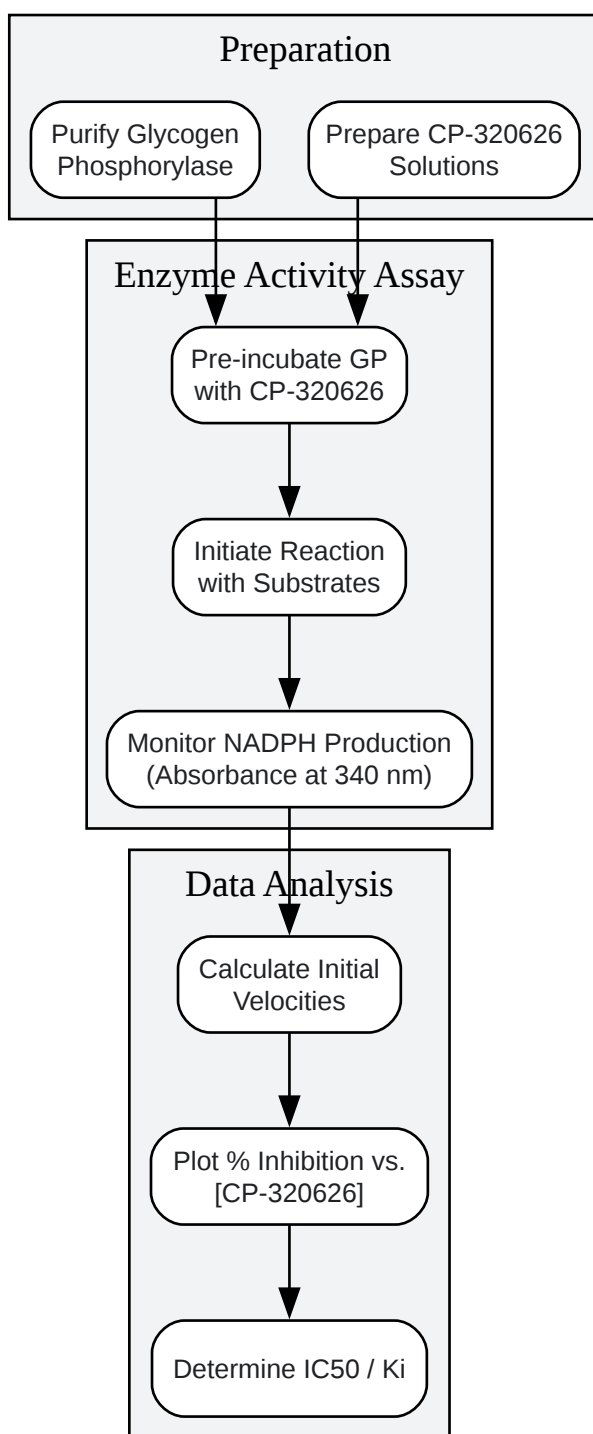 Preparation
Purify Glycogen
Phosphorylase
Prepare CP-320626
Solutions
Enzyme Activity Assay
Pre-incubate GP
with CP-320626
Initiate Reaction
with Substrates
Monitor NADPH Production
(Absorbance at 340 nm)
Data Analysis
Calculate Initial
Velocities
Plot % Inhibition vs.
[CP-320626]
Determine IC50 / Ki